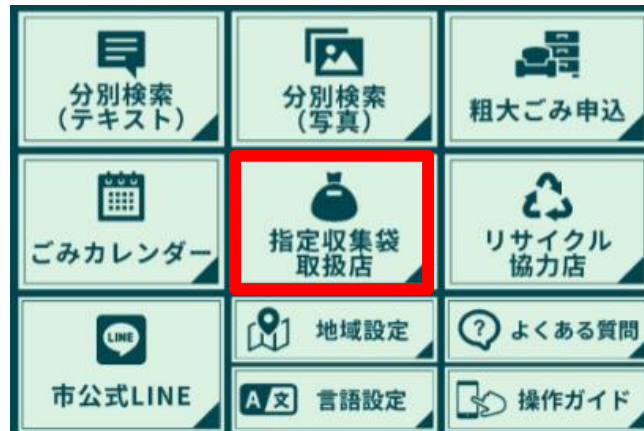 分別検索
(テキスト)
分別検索
(写真)
粗大ごみ申込
ごみカレンダー
指定収集袋
取扱店
リサイクル
協力店
LINE
市公式LINE
地域設定
? よくある質問
A/文 言語設定
操作ガイド